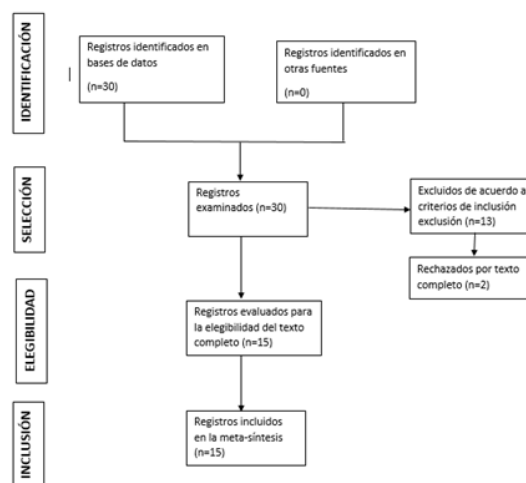 IDENTIFICACIÓN
Registros identificados en
bases de datos
(n=30)
Registros identificados en
otras fuentes
(n=0)
SELECCIÓN
Registros
examinados (n=30)
Excluidos de acuerdo a
criterios de inclusión
exclusión (n=13)
Rechazados por texto
completo (n=2)
ELEGIBILIDAD
Registros evaluados para
la elegibilidad del texto
completo (n=15)
INCLUSIÓN
Registros incluidos
en la meta-síntesis
(n=15)